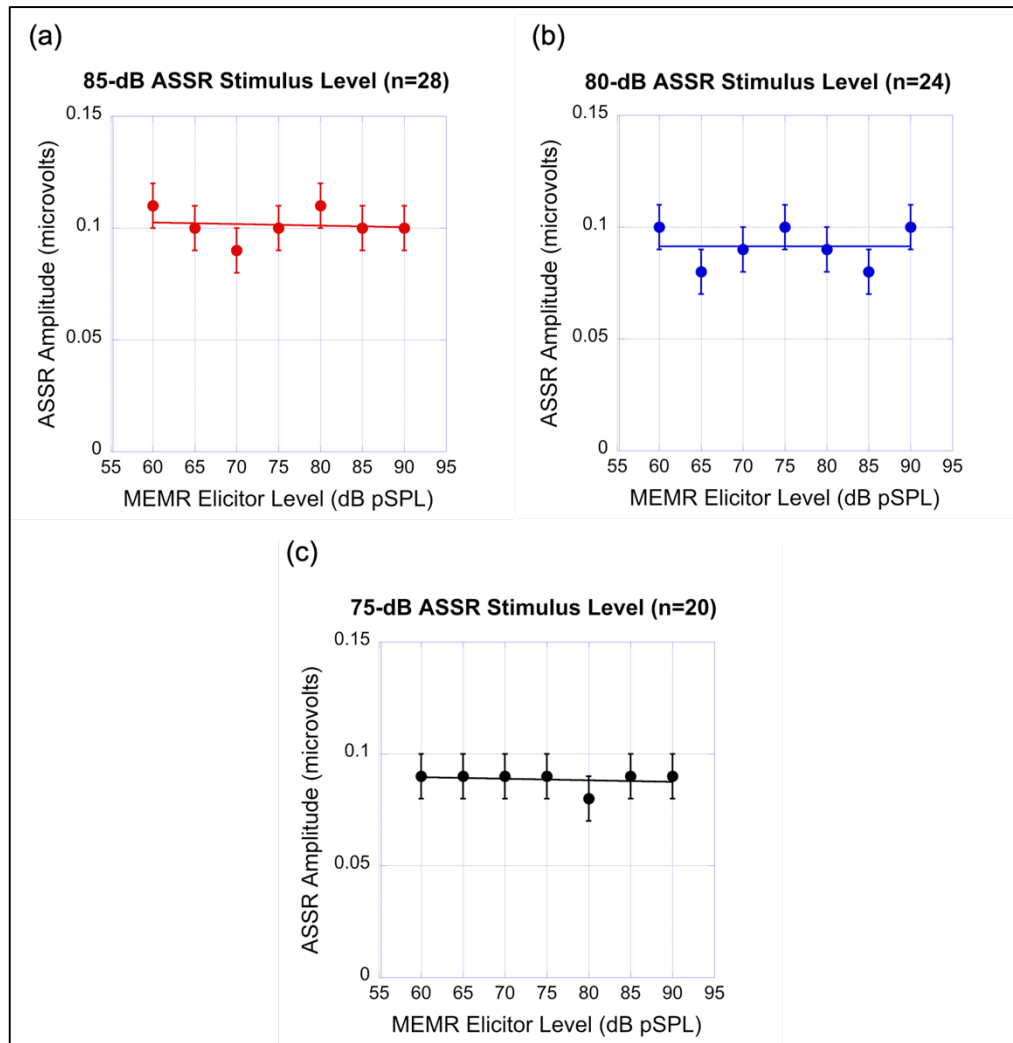 (a)
85-dB ASSR Stimulus Level (n=28)
0.15
0.1
0.05
0
ASSR Amplitude (microvolts)
55 60 65 70 75 80 85 90 95
MEMR Elicitor Level (dB pSPL)
(b)
80-dB ASSR Stimulus Level (n=24)
0.15
0.1
0.05
0
ASSR Amplitude (microvolts)
55 60 65 70 75 80 85 90 95
MEMR Elicitor Level (dB pSPL)
(c)
75-dB ASSR Stimulus Level (n=20)
0.15
0.1
0.05
0
ASSR Amplitude (microvolts)
55 60 65 70 75 80 85 90 95
MEMR Elicitor Level (dB pSPL)